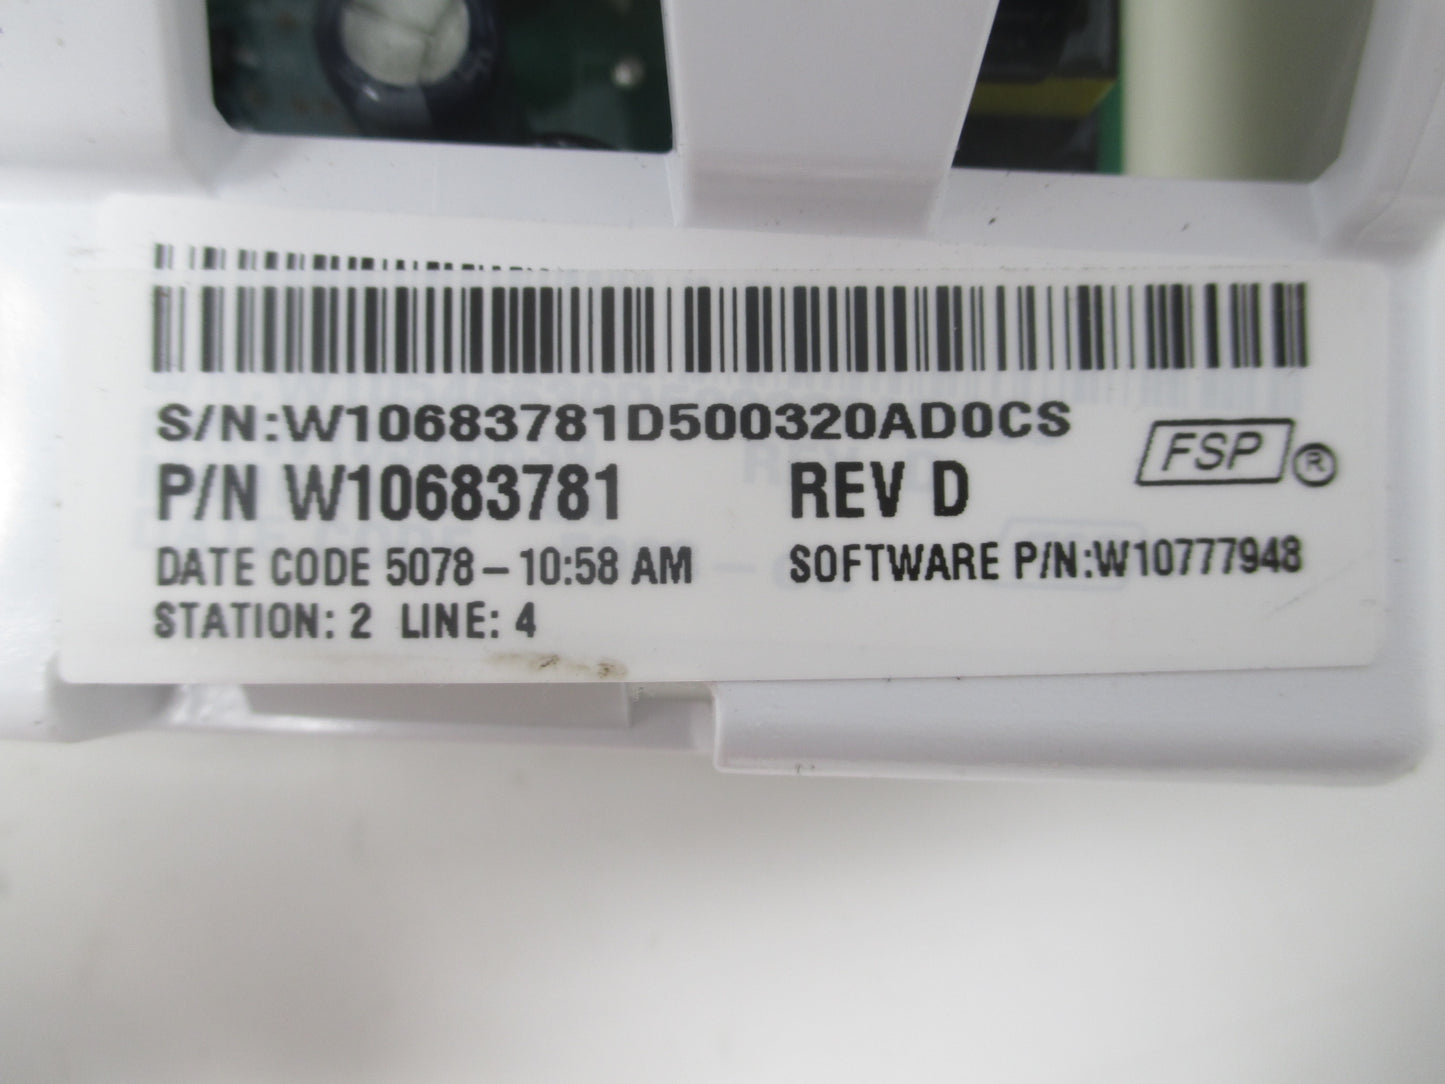 S/N:W10683781D500320AD0CS
P/N W10683781 REV D FSP ®
DATE CODE 5078 – 10:58 AM SOFTWARE P/N:W10777948
STATION: 2 LINE: 4